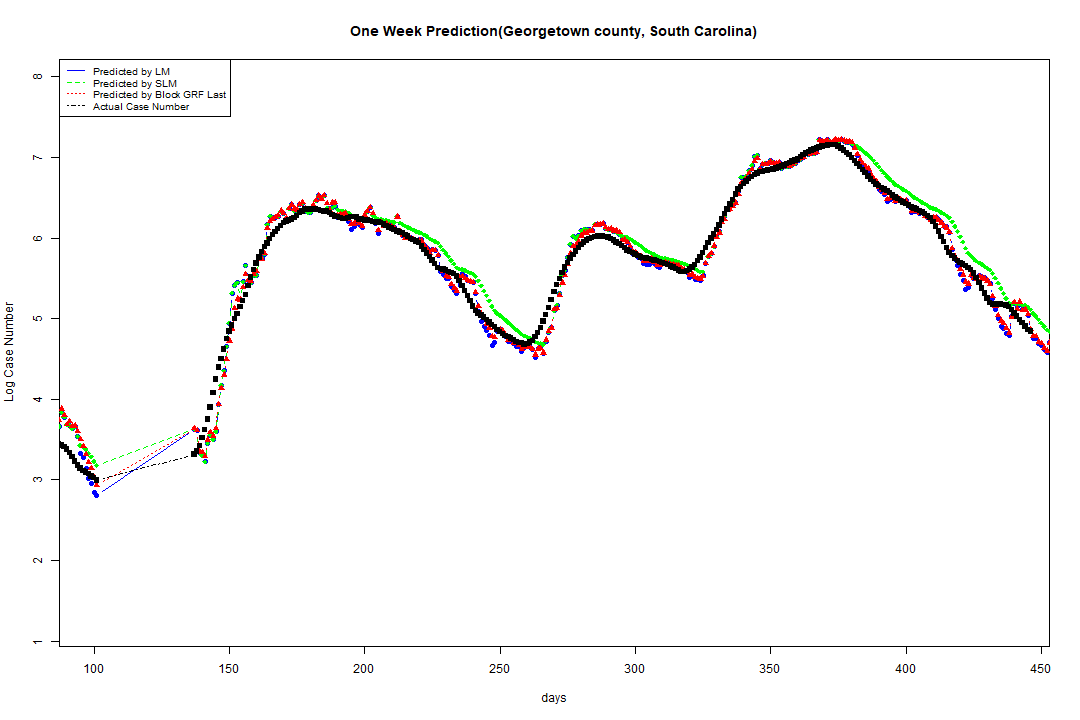 One Week Prediction(Georgetown county, South Carolina)
Predicted by LM
Predicted by SLM
Predicted by Block GRF Last
Actual Case Number
8
7
6
5
4
3
2
1
Log Case Number
100 150 200 250 300 350 400 450
days